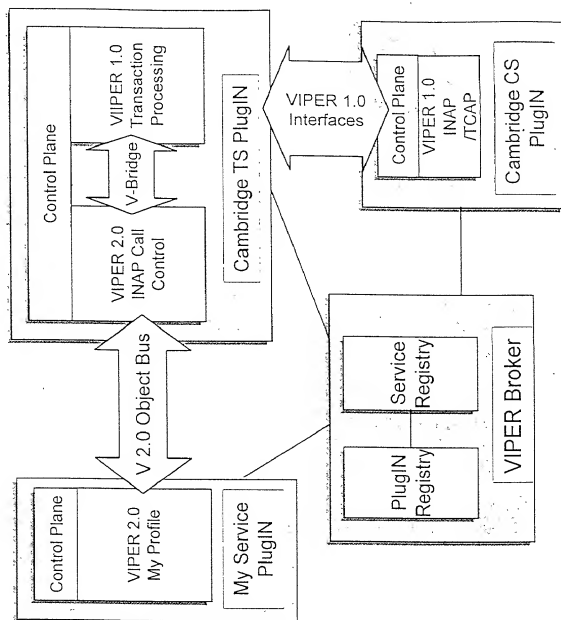 Control Plane
VIPER 2.0
My Profile
My Service
PlugIN
V 2.0 Object Bus
Control Plane
VIPER 2.0
INAP Call
Control
V-Bridge
VIIPER 1.0
Transaction
Processing
Cambridge TS PlugIN
VIPER 1.0
Interfaces
PlugIN
Registry
Service
Registry
VIPER Broker
Control Plane
VIPER 1.0
INAP
/TCAP
Cambridge CS
PlugIN